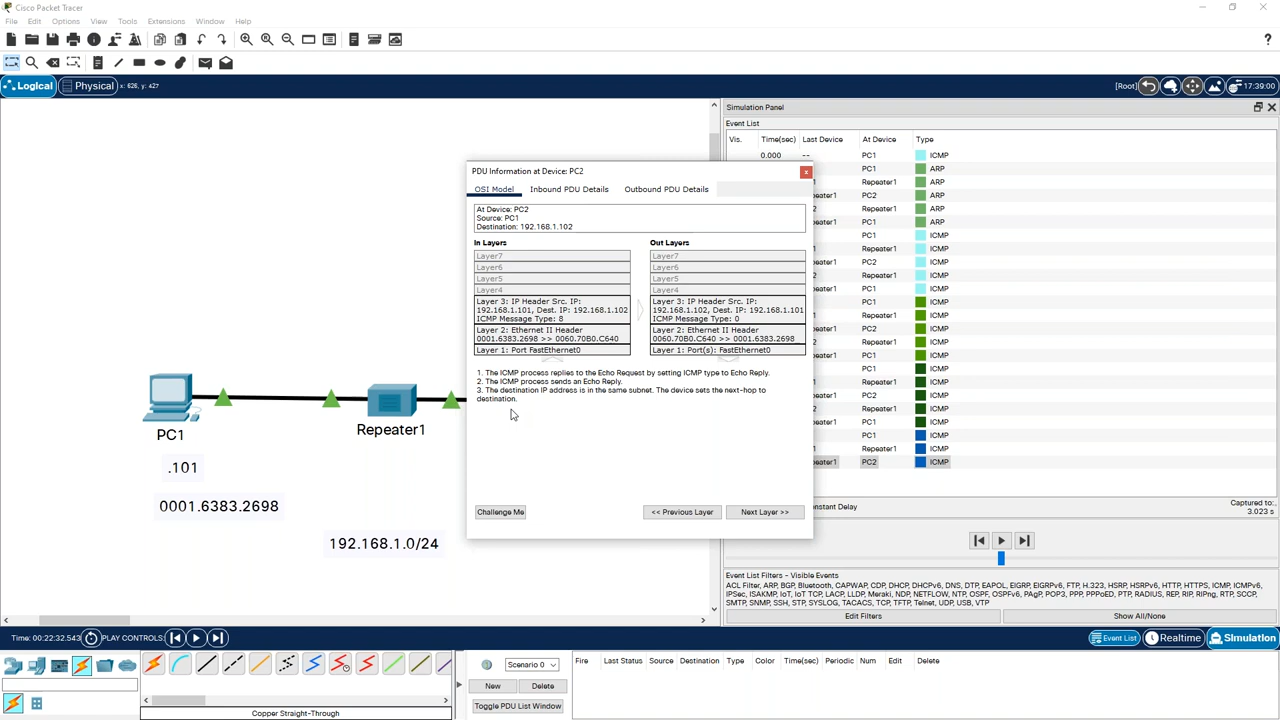 Cisco Packet Tracer
File Edit Options View Tools Extensions Window Help
Logical Physical x: 626, y: 427 [Root] 17:39:00
Simulation Panel
Event List
Vis. Time(sec) Last Device At Device Type
0.000 -- PC1 ICMP
PC1 ARP
1 Repeater1 ARP
PC2 ARP
2 Repeater1 ARP
1 PC1 ARP
PC1 ICMP
Repeater1 ICMP
1 PC2 ICMP
Repeater1 ICMP
1 PC1 ICMP
PC1 ICMP
Repeater1 ICMP
1 PC2 ICMP
Repeater1 ICMP
1 PC1 ICMP
PC1 ICMP
Repeater1 ICMP
1 PC2 ICMP
Repeater1 ICMP
1 PC1 ICMP
PC1 ICMP
Repeater1 ICMP
epeater1 PC2 ICMP
PDU Information at Device: PC2
OSI Model Inbound PDU Details Outbound PDU Details
At Device: PC2
Source: PC1
Destination: 192.168.1.102
In Layers Out Layers
Layer7 Layer7
Layer6 Layer6
Layer5 Layer5
Layer4 Layer4
Layer 3: IP Header Src. IP: 192.168.1.101, Dest. IP: 192.168.1.102 ICMP Message Type: 8
Layer 3: IP Header Src. IP: 192.168.1.102, Dest. IP: 192.168.1.101 ICMP Message Type: 0
Layer 2: Ethernet II Header 0001.6383.2698 >> 0060.70B0.C640
Layer 2: Ethernet II Header 0060.70B0.C640 >> 0001.6383.2698
Layer 1: Port FastEthernet0 Layer 1: Port(s): FastEthernet0
1. The ICMP process replies to the Echo Request by setting ICMP type to Echo Reply.
2. The ICMP process sends an Echo Reply.
3. The destination IP address is in the same subnet. The device sets the next-hop to
destination.
Challenge Me << Previous Layer Next Layer >>
PC1
.101
0001.6383.2698
Repeater1
192.168.1.0/24
nstant Delay
Captured to:
3.023 s
Event List Filters - Visible Events
ACL Filter, ARP, BGP, Bluetooth, CAPWAP, CDP, DHCP, DHCPv6, DNS, DTP, EAPOL, EIGRP, EIGRPv6, FTP, H.323, HSRP, HSRPv6, HTTP, HTTPS, ICMP, ICMPv6,
IPSec, ISAKMP, IoT, IoT TCP, LACP, LLDP, Meraki, NDP, NETFLOW, NTP, OSPF, OSPFv6, PAgP, POP3, PPP, PPPoED, PTP, RADIUS, REP, RIP, RIPng, RTP, SCCP,
SMTP, SNMP, SSH, STP, SYSLOG, TACACS, TCP, TFTP, Telnet, UDP, USB, VTP
Edit Filters Show All/None
Time: 00:22:32.543 PLAY CONTROLS: Event List Realtime Simulation
Copper Straight-Through
Scenario 0
New Delete
Toggle PDU List Window
Fire Last Status Source Destination Type Color Time(sec) Periodic Num Edit Delete